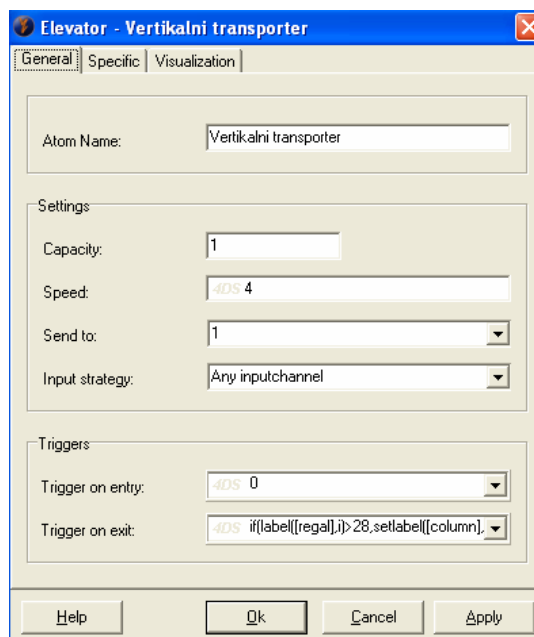 Elevator - Vertikalni transporter
General Specific Visualization
Atom Name: Vertikalni transporter
Settings
Capacity: 1
Speed: 4DS 4
Send to: 1
Input strategy: Any inputchannel
Triggers
Trigger on entry: 4DS 0
Trigger on exit: 4DS if(label([regal],i)>28,setlabel([column],
Help Ok Cancel Apply